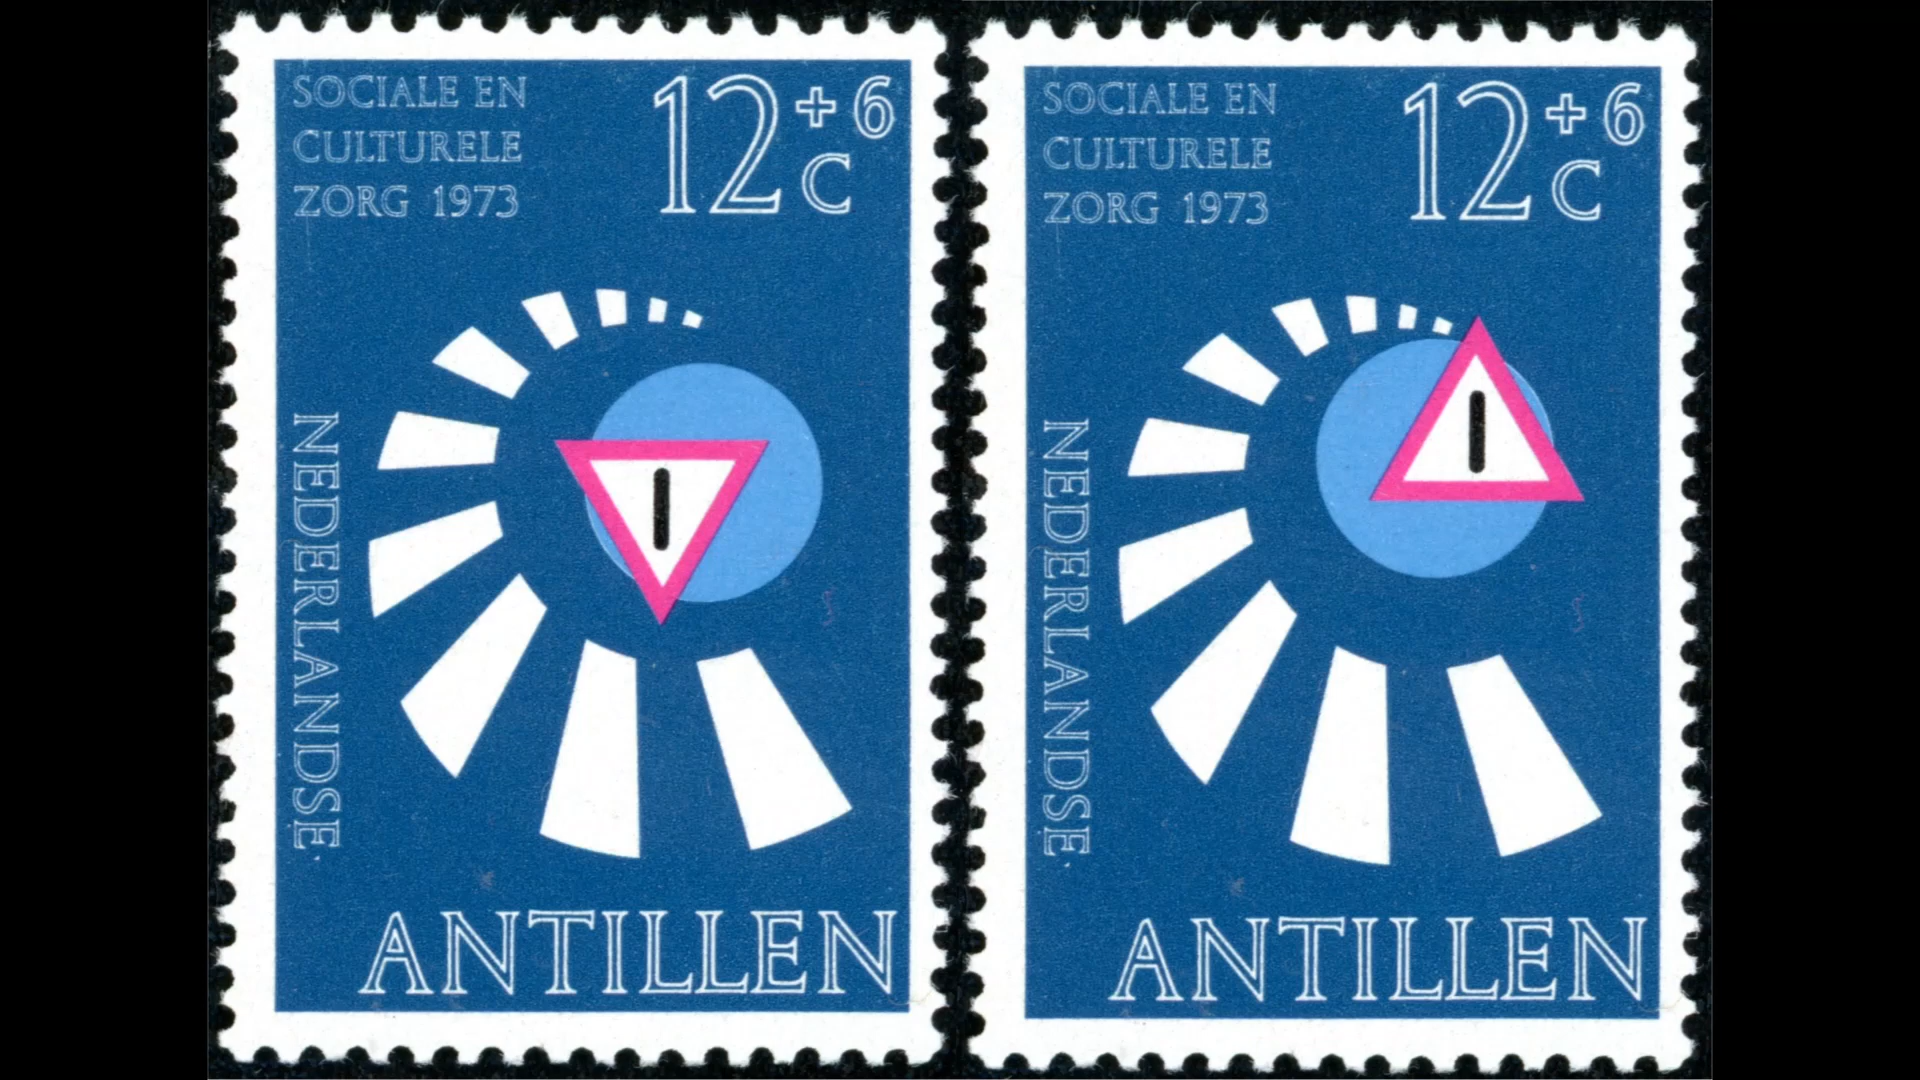 SOCIALE EN
CULTURELE
ZORG 1973
12+6
C
NEDERLANDSE
ANTILLEN
SOCIALE EN
CULTURELE
ZORG 1973
12+6
C
NEDERLANDSE
ANTILLEN